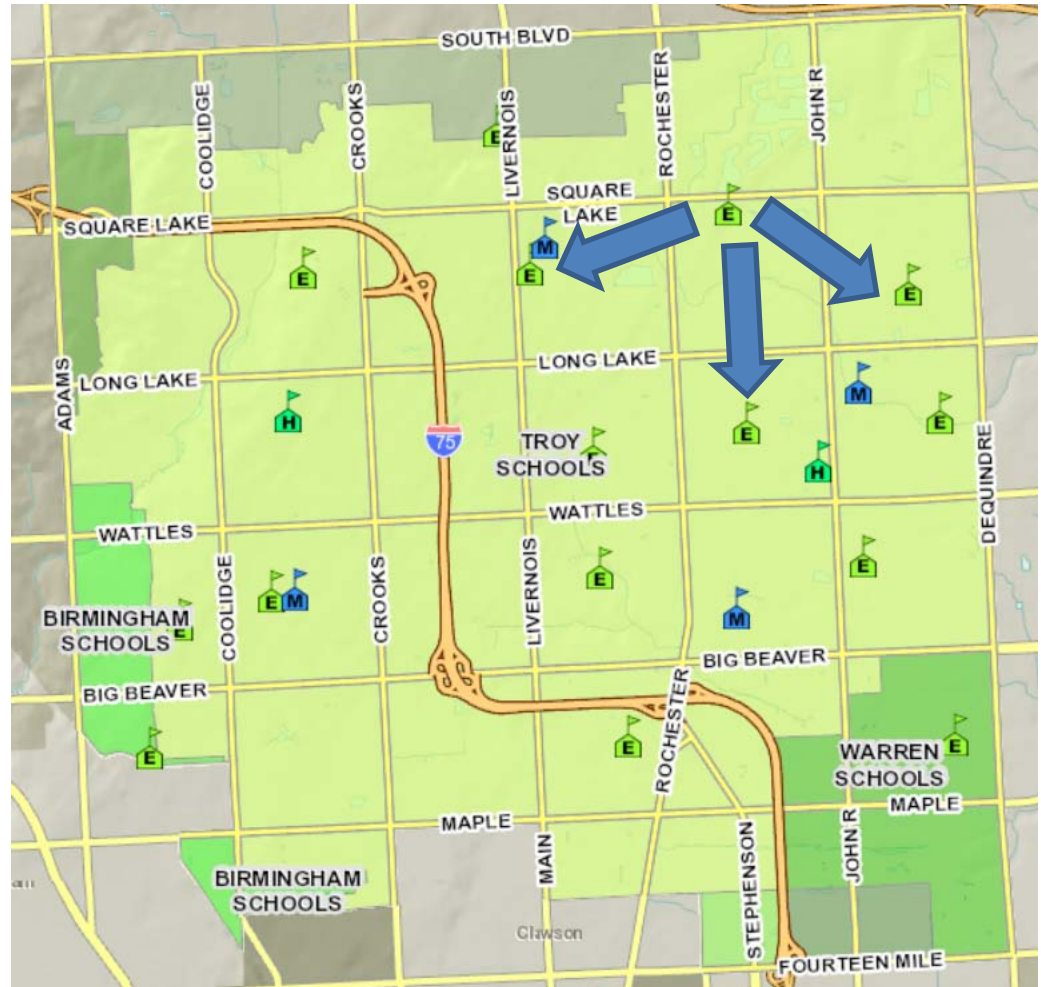 SOUTH BLVD
COOLIDGE
CROOKS
LIVERNOIS
ROCHESTER
JOHN R
E
SQUARE
LAKE
E
SQUARE LAKE
M
E
E
E
ADAMS
LONG LAKE
LONG LAKE
M
H
E
E
75
TROY
SCHOOLS
E
H
DEQUINDRE
WATTLES
WATTLES
E
E
E
M
M
COOLIDGE
CROOKS
LIVERNOIS
BIRMINGHAM
SCHOOLS
E
BIG BEAVER
BIG BEAVER
ROCHESTER
E
E
E
WARREN
SCHOOLS
MAPLE
MAPLE
MAIN
STEPHENSON
JOHN R
BIRMINGHAM
SCHOOLS
Clawson
FOURTEEN MILE